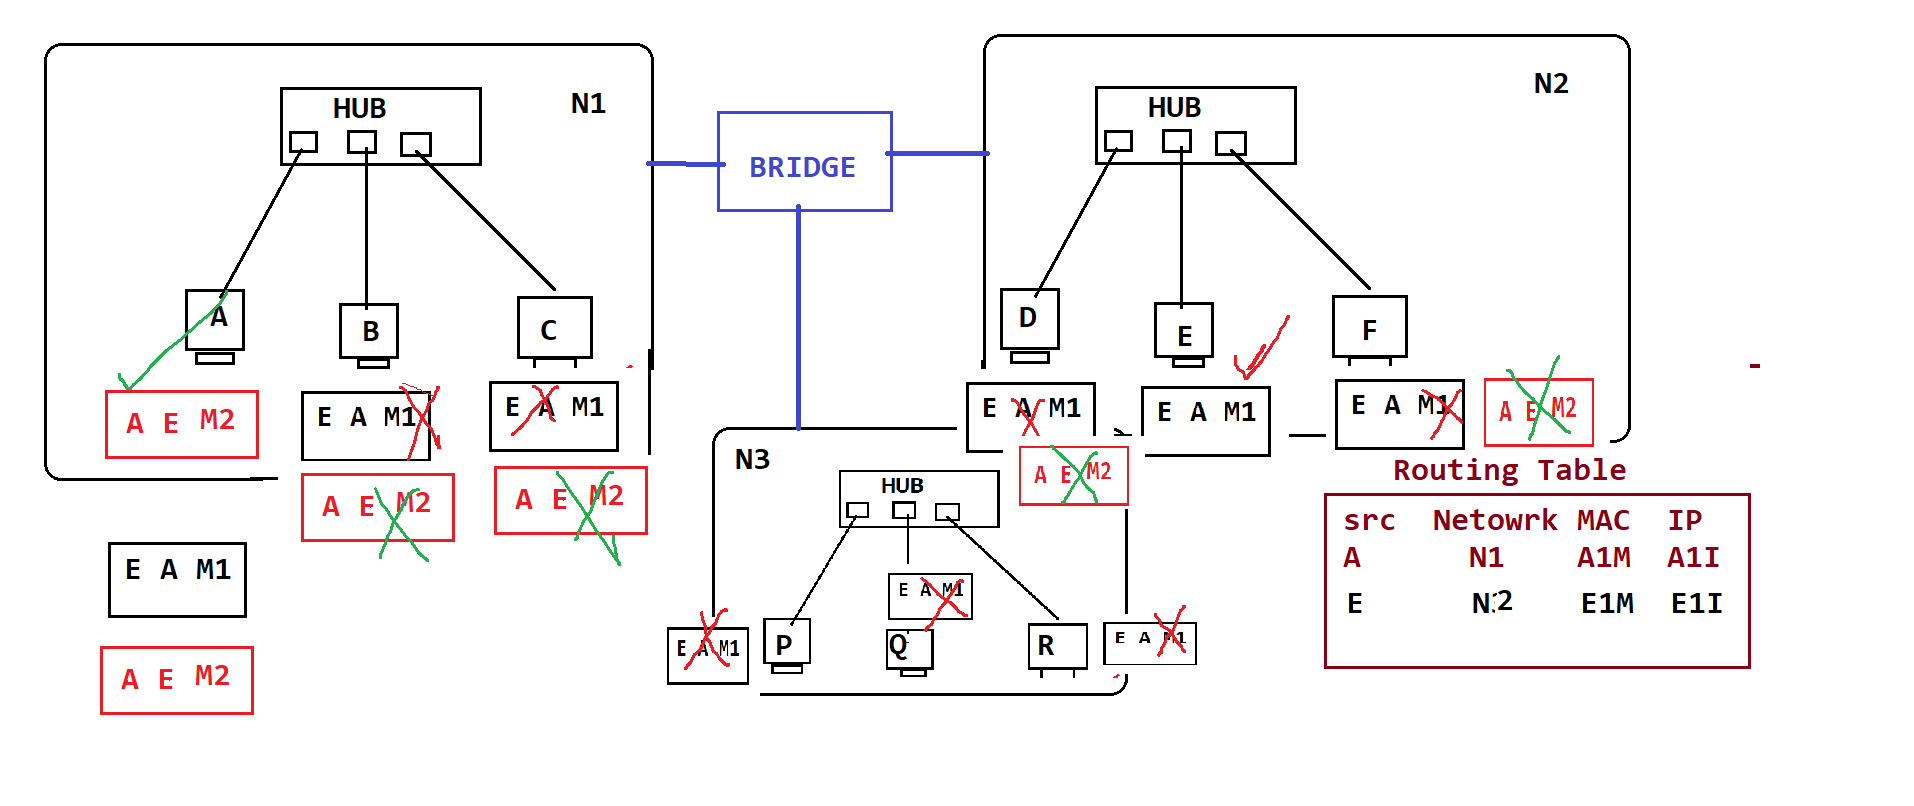 HUB
N1
BRIDGE
HUB
N2
A
B
C
D
E
F
A E M2
E A M1
E A M1
E A M1
E A M1
E A M1
A E M2
A E M2
A E M2
A E M2
E A M1
A E M2
N3
HUB
E A M1
E A M1
P
Q
R
E A M1
Routing Table
src Netowrk MAC IP
A N1 A1M A1I
E N2 E1M E1I